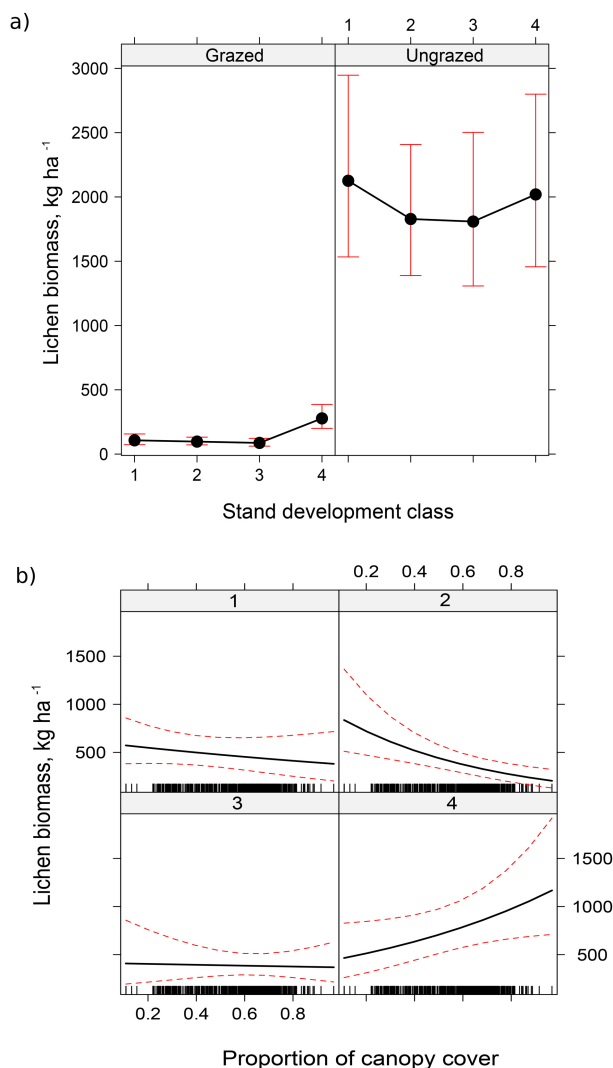 a)
1 2 3 4
Grazed Ungrazed
3000
2500
2000
1500
1000
500
0
Lichen biomass, kg ha -1
1 2 3 4
Stand development class
b)
0.2 0.4 0.6 0.8
1 2
1500
1000
500
3 4
1500
1000
500
Lichen biomass, kg ha -1
0.2 0.4 0.6 0.8
Proportion of canopy cover